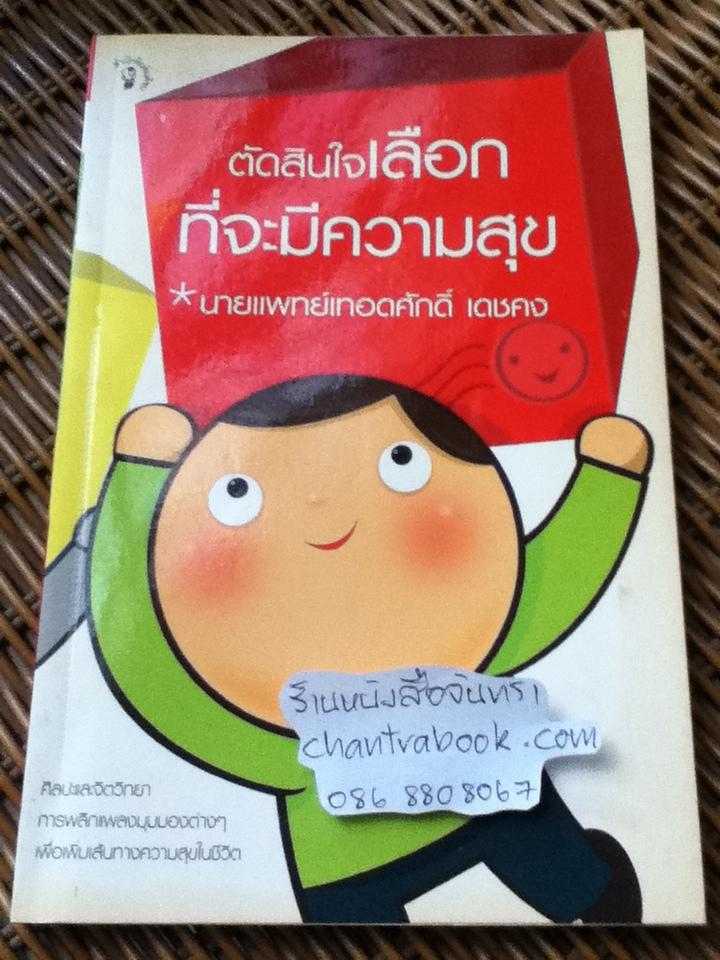 ตัดสินใจเลือก
ที่จะมีความสุข
*นายแพทย์เทอดศักดิ์ เดชคง
ร้านหนังสือจันทรา
chantrabook.com
086 8808067
ศิลปะและจิตวิทยา
การพลิกแพลงมุมมองต่างๆ
เพื่อเพิ่มเส้นทางความสุขในชีวิต